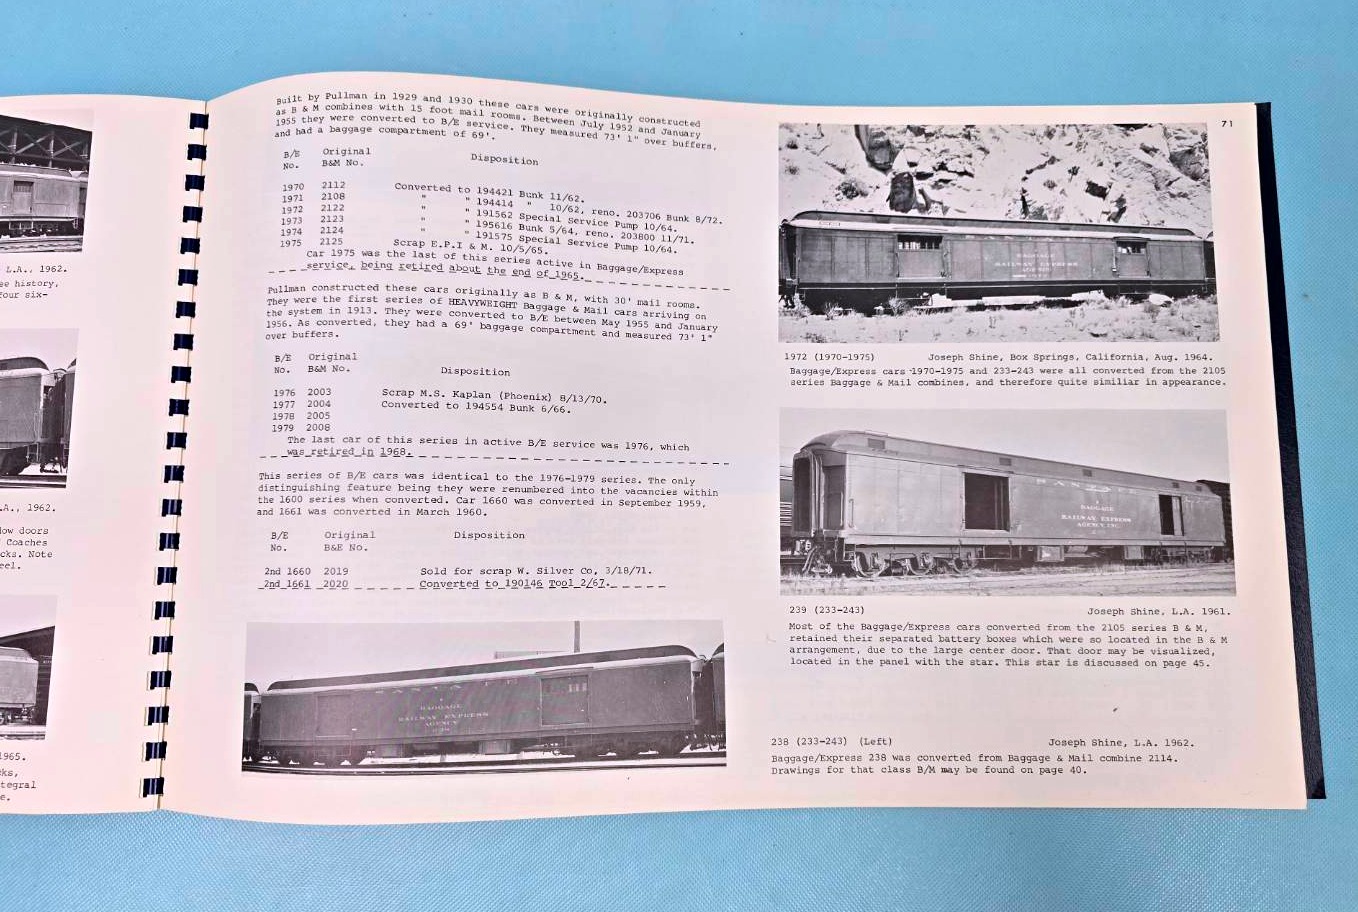 L.A., 1962.
se history,
four six-
.A., 1962.
low doors
Coaches
cks. Note
eel.
1965.
cks,
tegral
e.
Built by Pullman in 1929 and 1930 these cars were originally constructed
as B & M combines with 15 foot mail rooms. Between July 1952 and January
1955 they were converted to B/E service. They measured 73' 1" over buffers,
and had a baggage compartment of 69'.
B/E Original Disposition
No. B&M No.
1970 2112 Converted to 194421 Bunk 11/62.
1971 2108 " " 194414 " 10/62, reno. 203706 Bunk 8/72.
1972 2122 " " 191562 Special Service Pump 10/64.
1973 2123 " " 195616 Bunk 5/64, reno. 203800 11/71.
1974 2124 " " 191575 Special Service Pump 10/64.
1975 2125 Scrap E.P.I & M. 10/5/65.
Car 1975 was the last of this series active in Baggage/Express
service, being retired about the end of 1965.
Pullman constructed these cars originally as B & M, with 30' mail rooms.
They were the first series of HEAVYWEIGHT Baggage & Mail cars arriving on
the system in 1913. They were converted to B/E between May 1955 and January
1956. As converted, they had a 69' baggage compartment and measured 73' 1"
over buffers.
B/E Original
No. B&M No. Disposition
1976 2003 Scrap M.S. Kaplan (Phoenix) 8/13/70.
1977 2004 Converted to 194554 Bunk 6/66.
1978 2005
1979 2008
The last car of this series in active B/E service was 1976, which
was retired in 1968.
This series of B/E cars was identical to the 1976-1979 series. The only
distinguishing feature being they were renumbered into the vacancies within
the 1600 series when converted. Car 1660 was converted in September 1959,
and 1661 was converted in March 1960.
B/E Original Disposition
No. B&E No.
2nd 1660 2019 Sold for scrap W. Silver Co, 3/18/71.
2nd 1661 2020 Converted to 190146 Tool 2/67.
SANTA FE
BAGGAGE
RAILWAY EXPRESS
AGENCY
71
BAGGAGE
RAILWAY EXPRESS
AGENCY
1972 (1970-1975) Joseph Shine, Box Springs, California, Aug. 1964.
Baggage/Express cars 1970-1975 and 233-243 were all converted from the 2105
series Baggage & Mail combines, and therefore quite similiar in appearance.
BAGGAGE
RAILWAY EXPRESS
AGENCY INC.
239 (233-243) Joseph Shine, L.A. 1961.
Most of the Baggage/Express cars converted from the 2105 series B & M,
retained their separated battery boxes which were so located in the B & M
arrangement, due to the large center door. That door may be visualized,
located in the panel with the star. This star is discussed on page 45.
238 (233-243) (Left) Joseph Shine, L.A. 1962.
Baggage/Express 238 was converted from Baggage & Mail combine 2114.
Drawings for that class B/M may be found on page 40.